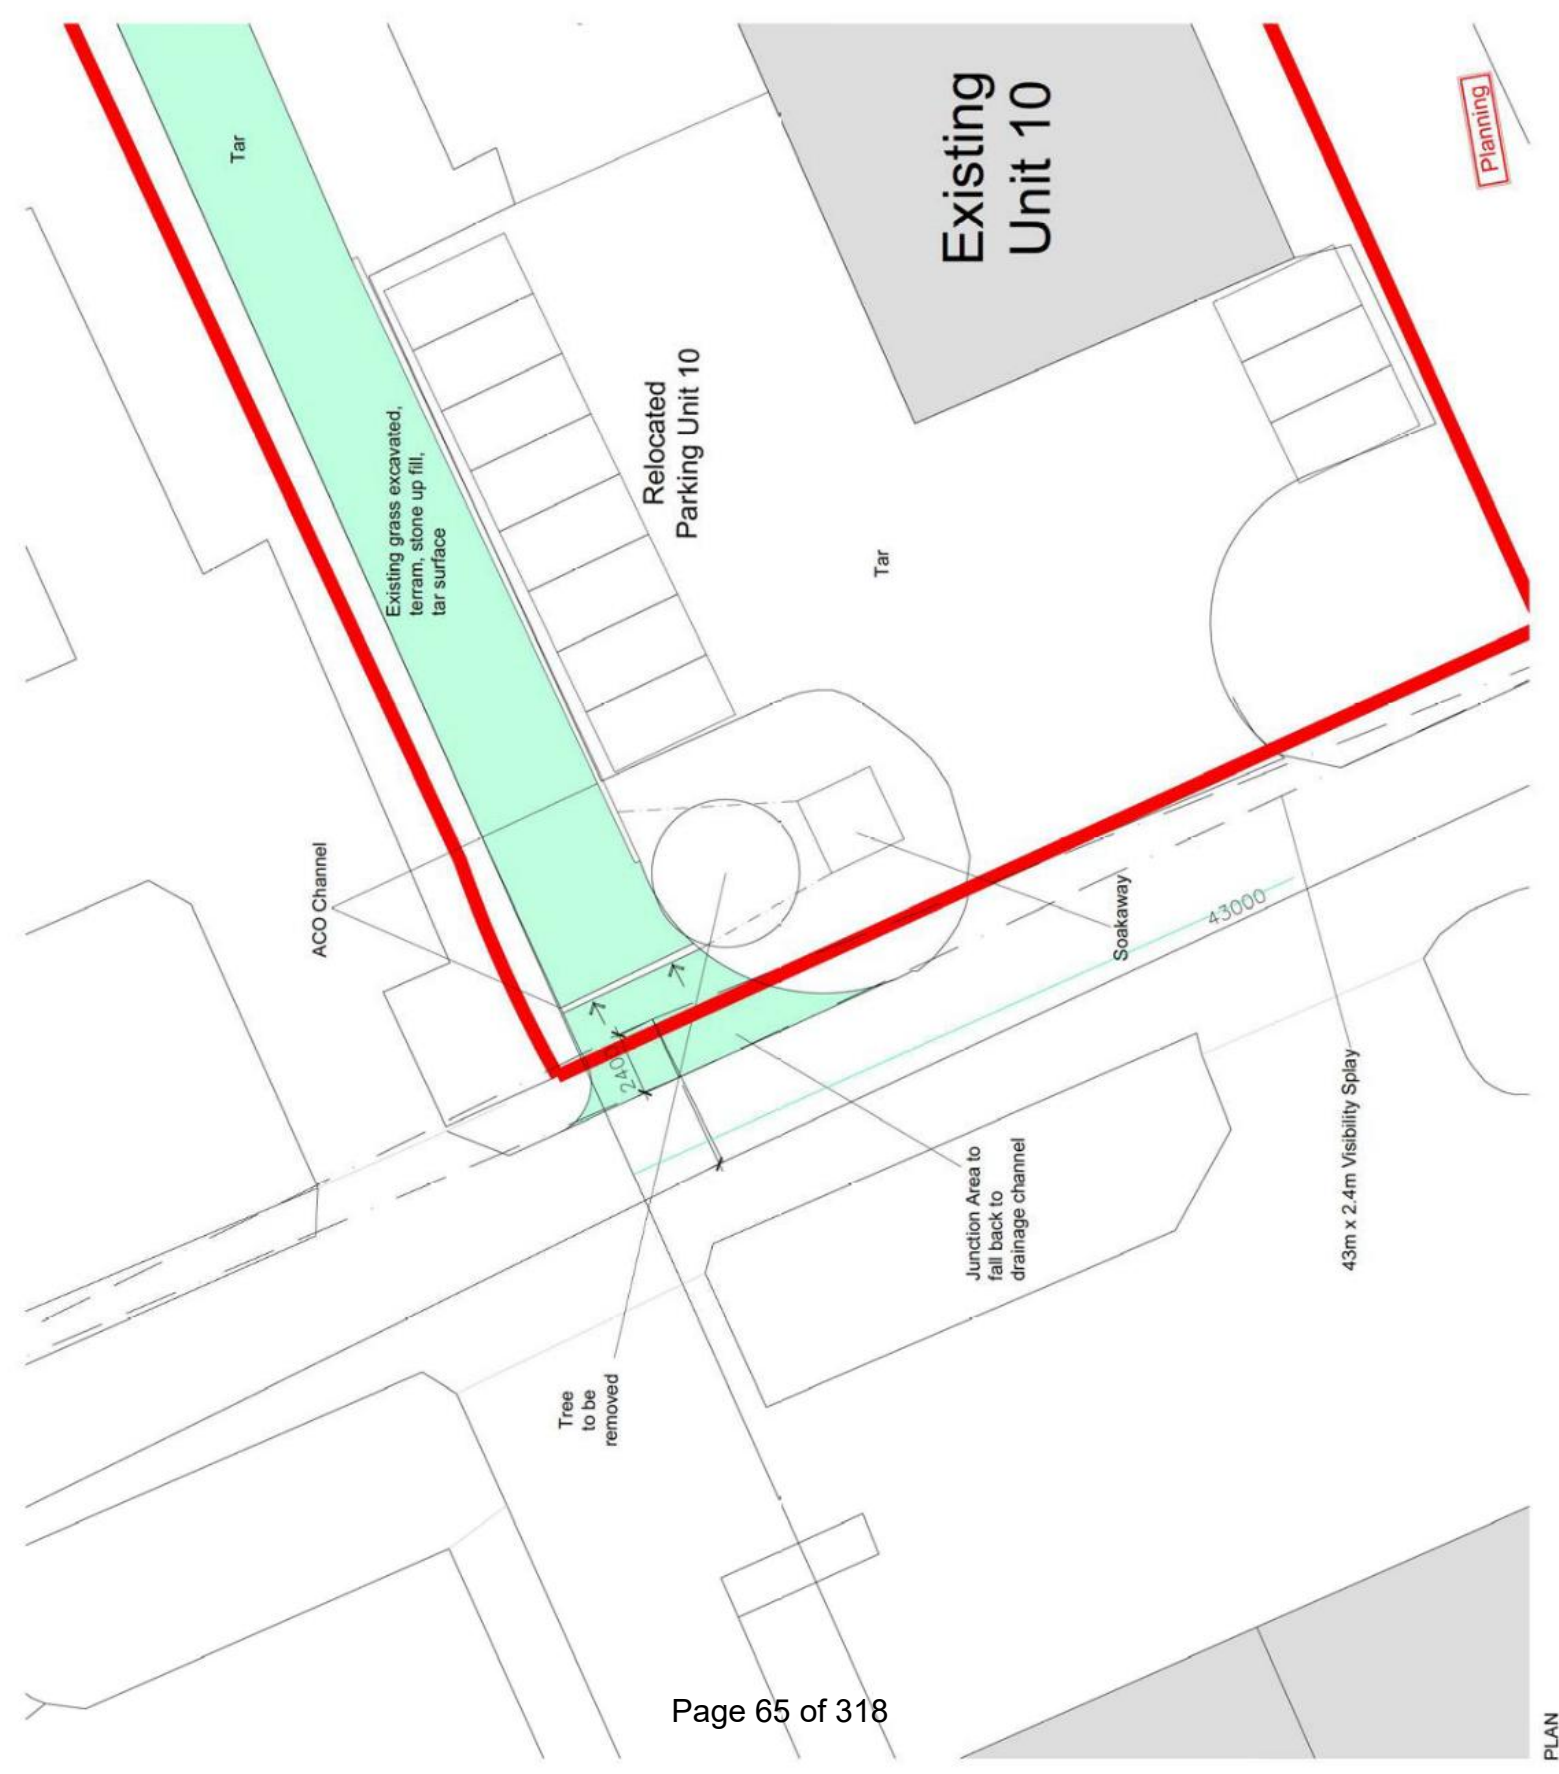 Tar
Existing
Unit 10
Planning
Existing grass excavated,
terram, stone up fill,
tar surface
Relocated
Parking Unit 10
Tar
ACO Channel
Soakaway
43000
2400
Junction Area to
fall back to
drainage channel
43m x 2.4m Visibility Splay
Tree
to be
removed
Page 65 of 318
PLAN